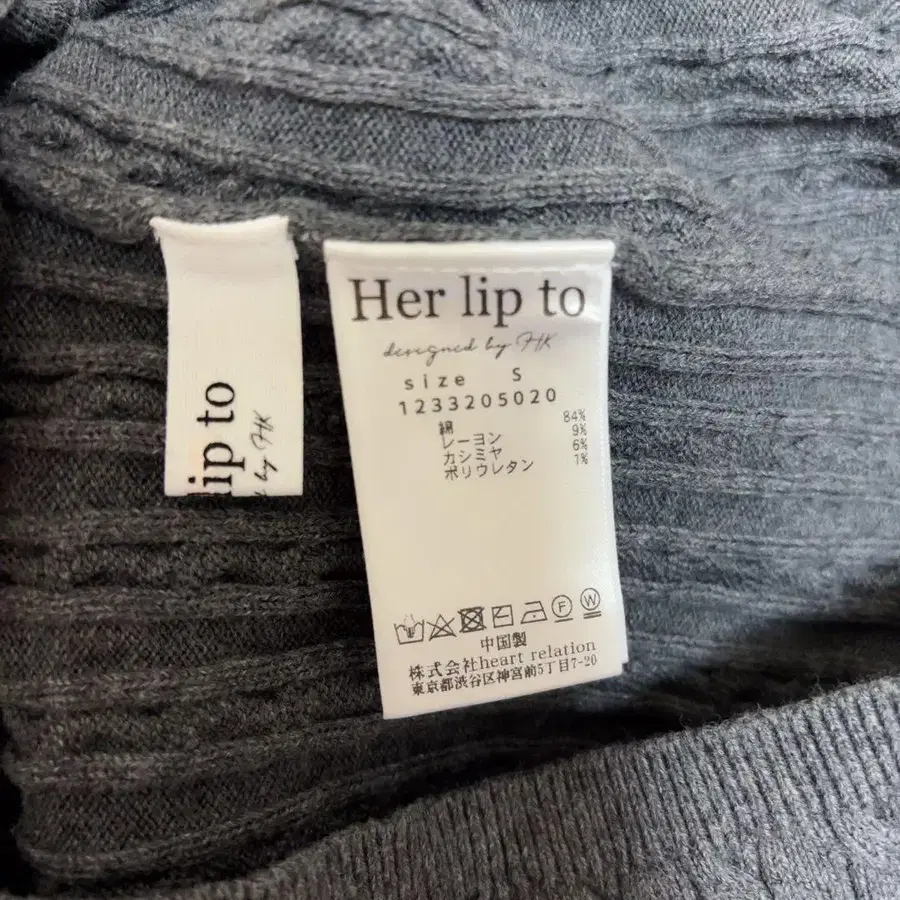 lip to
by HK
Her lip to
designed by HK
size S
1233205020
綿 84%
レーヨン 9%
カシミヤ 6%
ポリウレタン 1%
F W
中国製
株式会社heart relation
東京都渋谷区神宮前5丁目7-20